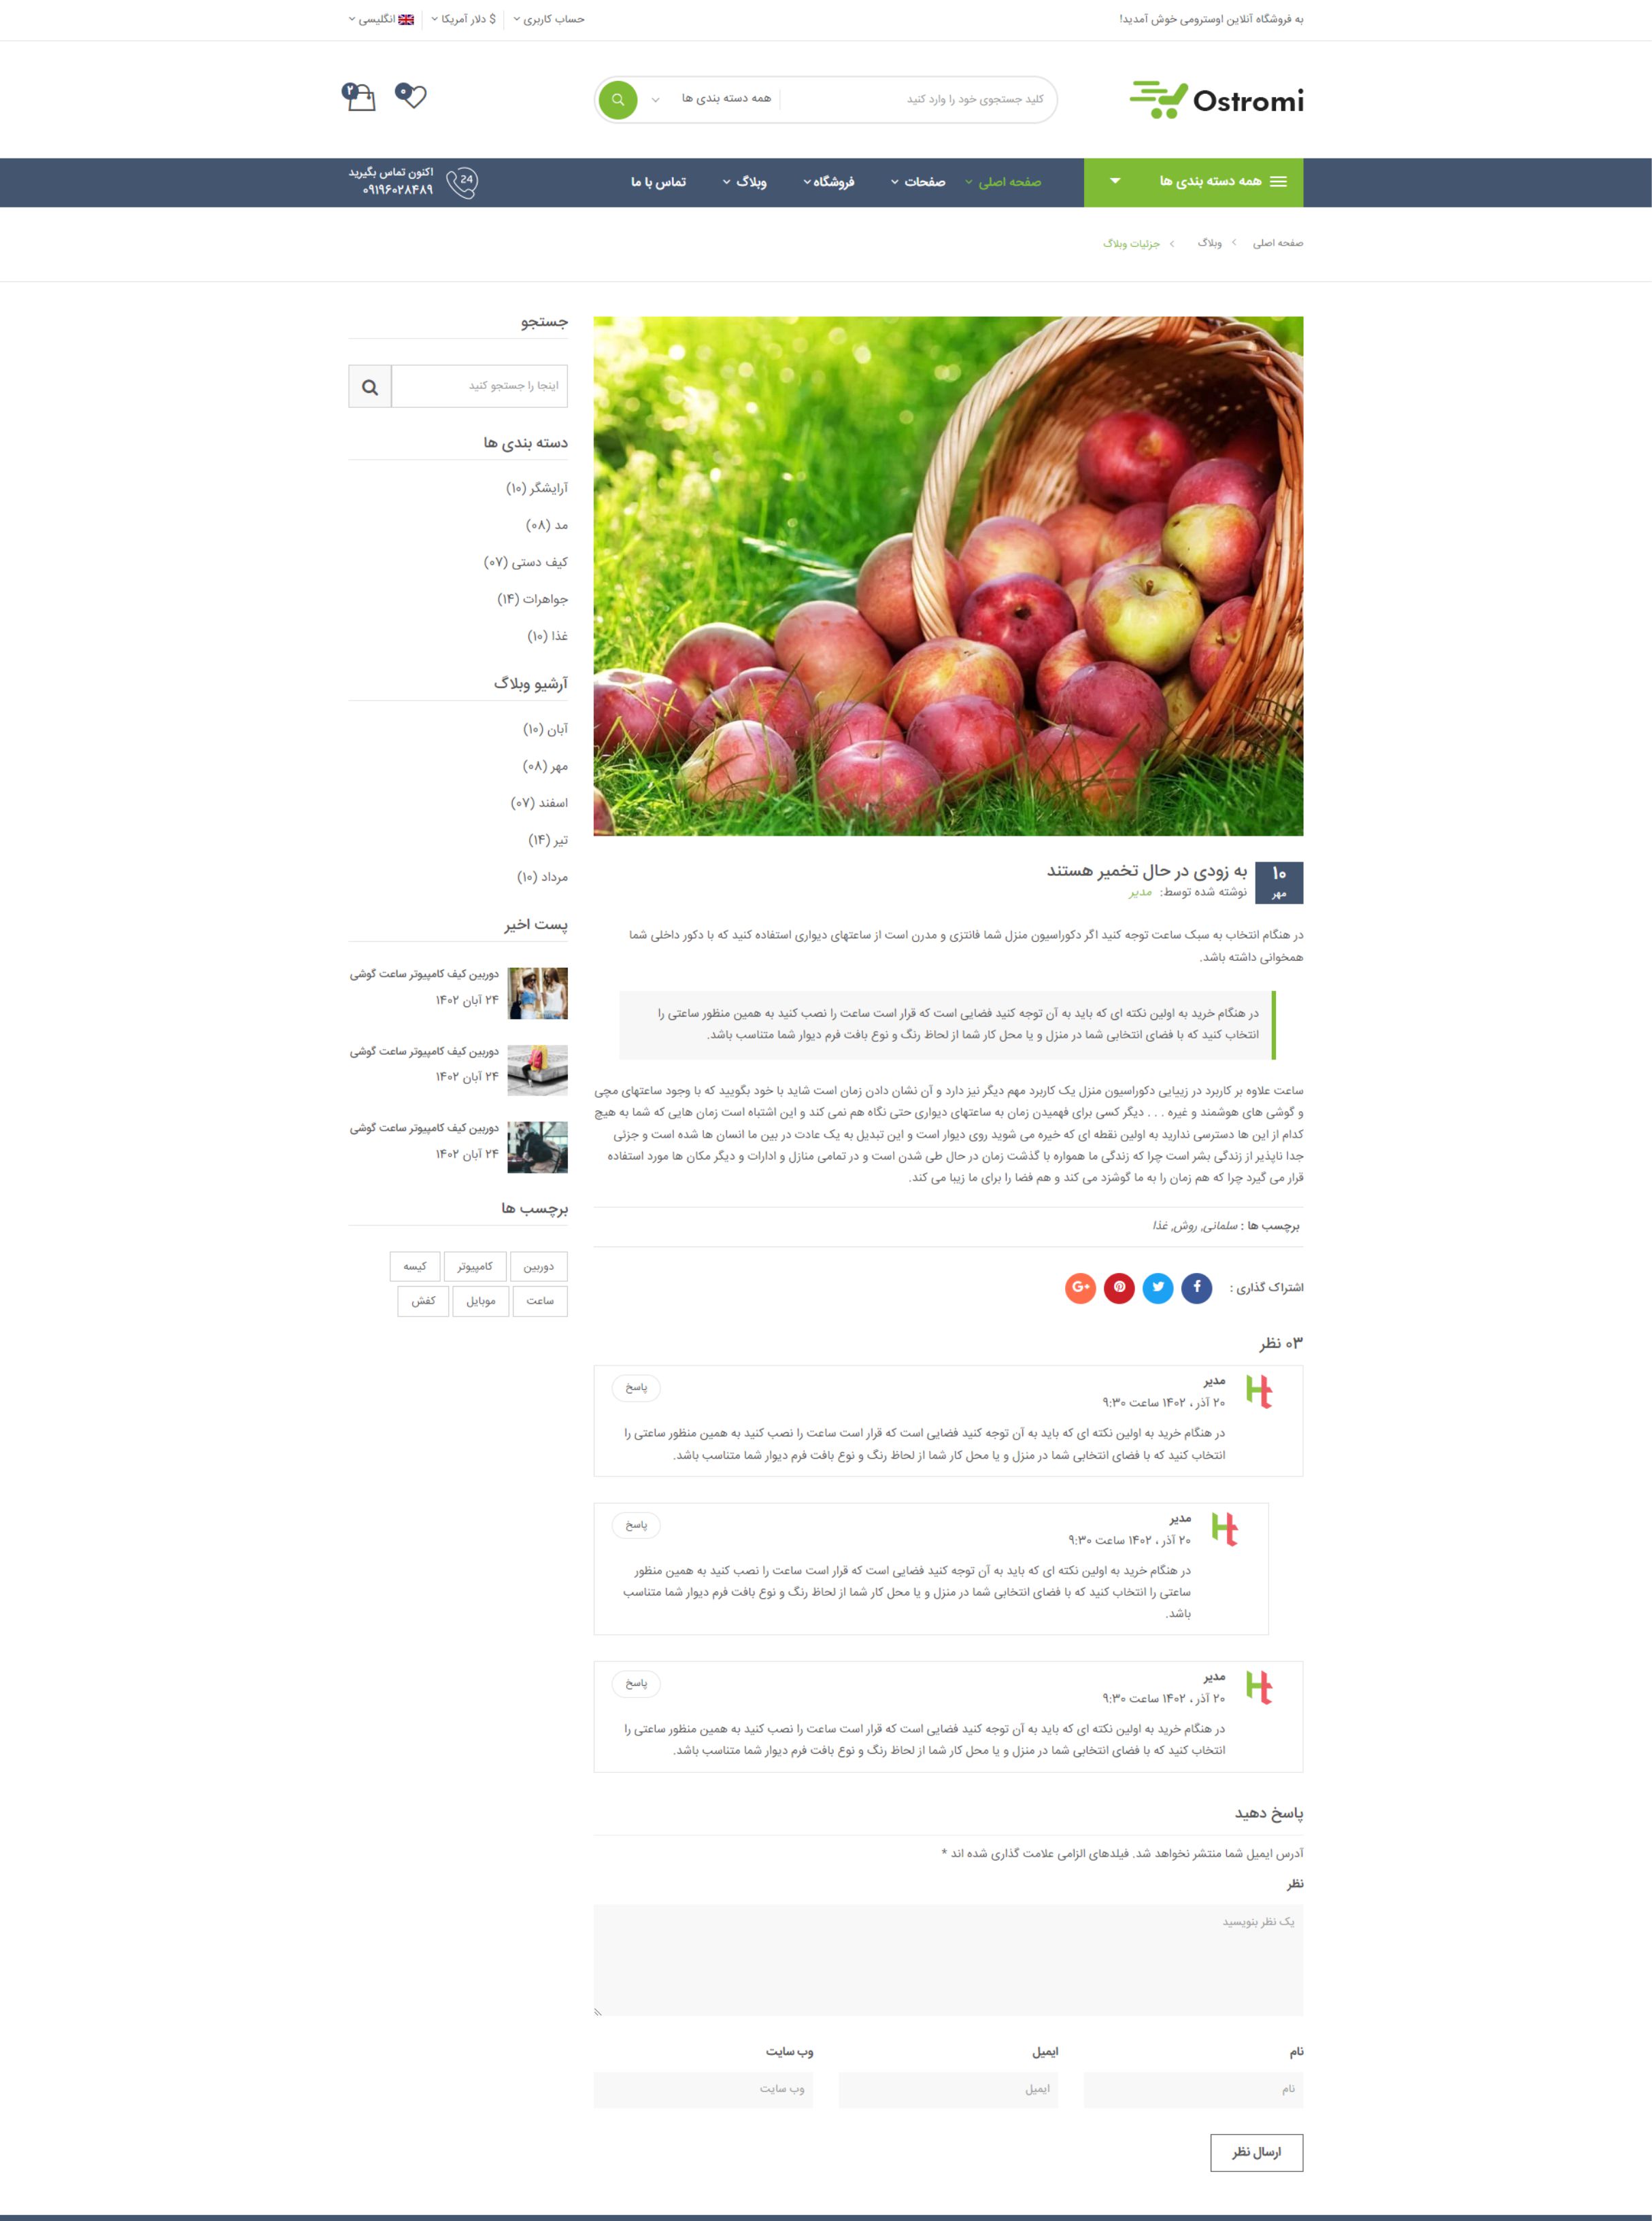 به فروشگاه آنلاین اوسترومی خوش آمدید!
حساب کاربری
$ دلار آمریکا
انگلیسی
Ostromi
کلید جستجوی خود را وارد کنید
همه دسته بندی ها
۰
۲
همه دسته بندی ها
صفحه اصلی
صفحات
فروشگاه
وبلاگ
تماس با ما
24
اکنون تماس بگیرید
۰۹۱۹۶۰۲۸۴۸۹
صفحه اصلی > وبلاگ > جزئیات وبلاگ
۱۰
مهر
به زودی در حال تخمیر هستند
نوشته شده توسط: مدیر
در هنگام انتخاب به سبک ساعت توجه کنید اگر دکوراسیون منزل شما فانتزی و مدرن است از ساعتهای دیواری استفاده کنید که با دکور داخلی شما
همخوانی داشته باشد.
در هنگام خرید به اولین نکته ای که باید به آن توجه کنید فضایی است که قرار است ساعت را نصب کنید به همین منظور ساعتی را
انتخاب کنید که با فضای انتخابی شما در منزل و یا محل کار شما از لحاظ رنگ و نوع بافت فرم دیوار شما متناسب باشد.
ساعت علاوه بر کاربرد در زیبایی دکوراسیون منزل یک کاربرد مهم دیگر نیز دارد و آن نشان دادن زمان است شاید با خود بگویید که با وجود ساعتهای مچی
و گوشی های هوشمند و غیره . . . دیگر کسی برای فهمیدن زمان به ساعتهای دیواری حتی نگاه هم نمی کند و این اشتباه است زمان هایی که شما به هیچ
کدام از این ها دسترسی ندارید به اولین نقطه ای که خیره می شوید روی دیوار است و این تبدیل به یک عادت در بین ما انسان ها شده است و جزئی
جدا ناپذیر از زندگی بشر است چرا که زندگی ما همواره با گذشت زمان در حال طی شدن است و در تمامی منازل و ادارات و دیگر مکان ها مورد استفاده
قرار می گیرد چرا که هم زمان را به ما گوشزد می کند و هم فضا را برای ما زیبا می کند.
برچسب ها : سلمانی, روش, غذا
اشتراک گذاری :
۰۳ نظر
مدیر
پاسخ
۲۰ آذر ، ۱۴۰۲ ساعت ۹:۳۰
در هنگام خرید به اولین نکته ای که باید به آن توجه کنید فضایی است که قرار است ساعت را نصب کنید به همین منظور ساعتی را
انتخاب کنید که با فضای انتخابی شما در منزل و یا محل کار شما از لحاظ رنگ و نوع بافت فرم دیوار شما متناسب باشد.
مدیر
پاسخ
۲۰ آذر ، ۱۴۰۲ ساعت ۹:۳۰
در هنگام خرید به اولین نکته ای که باید به آن توجه کنید فضایی است که قرار است ساعت را نصب کنید به همین منظور
ساعتی را انتخاب کنید که با فضای انتخابی شما در منزل و یا محل کار شما از لحاظ رنگ و نوع بافت فرم دیوار شما متناسب
باشد.
مدیر
پاسخ
۲۰ آذر ، ۱۴۰۲ ساعت ۹:۳۰
در هنگام خرید به اولین نکته ای که باید به آن توجه کنید فضایی است که قرار است ساعت را نصب کنید به همین منظور ساعتی را
انتخاب کنید که با فضای انتخابی شما در منزل و یا محل کار شما از لحاظ رنگ و نوع بافت فرم دیوار شما متناسب باشد.
پاسخ دهید
آدرس ایمیل شما منتشر نخواهد شد. فیلدهای الزامی علامت گذاری شده اند *
نظر
یک نظر بنویسید
نام
ایمیل
وب سایت
نام
ایمیل
وب سایت
ارسال نظر
جستجو
اینجا را جستجو کنید
دسته بندی ها
آرایشگر (۱۰)
مد (۰۸)
کیف دستی (۰۷)
جواهرات (۱۴)
غذا (۱۰)
آرشیو وبلاگ
آبان (۱۰)
مهر (۰۸)
اسفند (۰۷)
تیر (۱۴)
مرداد (۱۰)
پست اخیر
دوربین کیف کامپیوتر ساعت گوشی
۲۴ آبان ۱۴۰۲
دوربین کیف کامپیوتر ساعت گوشی
۲۴ آبان ۱۴۰۲
دوربین کیف کامپیوتر ساعت گوشی
۲۴ آبان ۱۴۰۲
برچسب ها
دوربین
کامپیوتر
کیسه
ساعت
موبایل
کفش